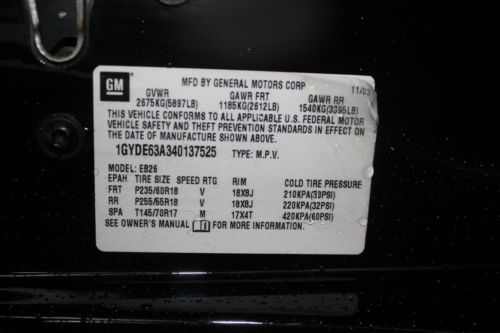 GM
MFD BY GENERAL MOTORS CORP
11/03
GVWR GAWR FRT GAWR RR
2675KG(5897LB) 1185KG(2612LB) 1540KG(3395LB)
THIS VEHICLE CONFORMS TO ALL APPLICABLE U.S. FEDERAL MOTOR
VEHICLE SAFETY AND THEFT PREVENTION STANDARDS IN EFFECT ON
THE DATE OF MANUFACTURE SHOWN ABOVE.
1GYDE63A340137525 TYPE: M.P.V.
MODEL: EB26
EPAH TIRE SIZE SPEED RTG RIM COLD TIRE PRESSURE
FRT P235/60R18 V 18X8J 210KPA(30PSI)
RR P255/55R18 V 18X8J 220KPA(32PSI)
SPA T145/70R17 M 17X4T 420KPA(60PSI)
SEE OWNER'S MANUAL FOR MORE INFORMATION.